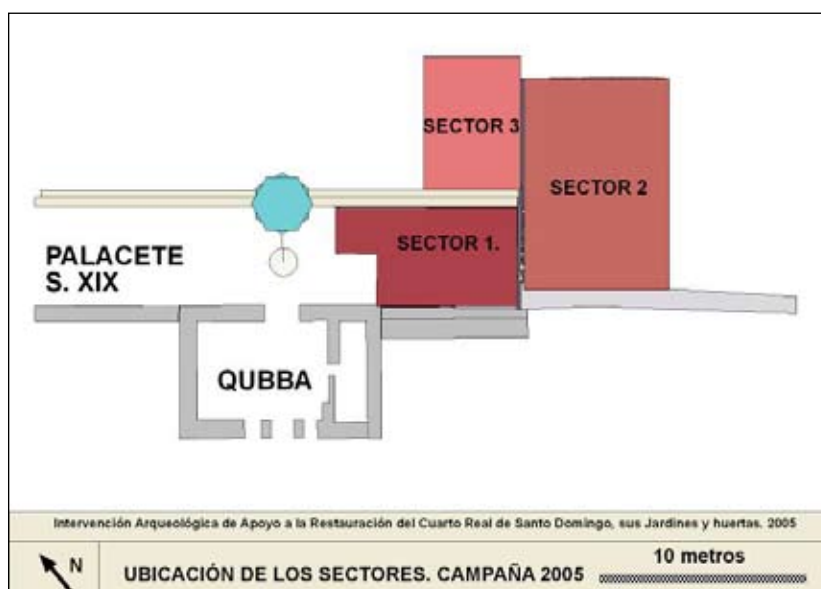 SECTOR 3
SECTOR 2
SECTOR 1.
PALACETE
S. XIX
QUBBA
Intervención Arqueológica de Apoyo a la Restauración del Cuarto Real de Santo Domingo, sus Jardines y huertas. 2005
N
UBICACIÓN DE LOS SECTORES. CAMPAÑA 2005
10 metros